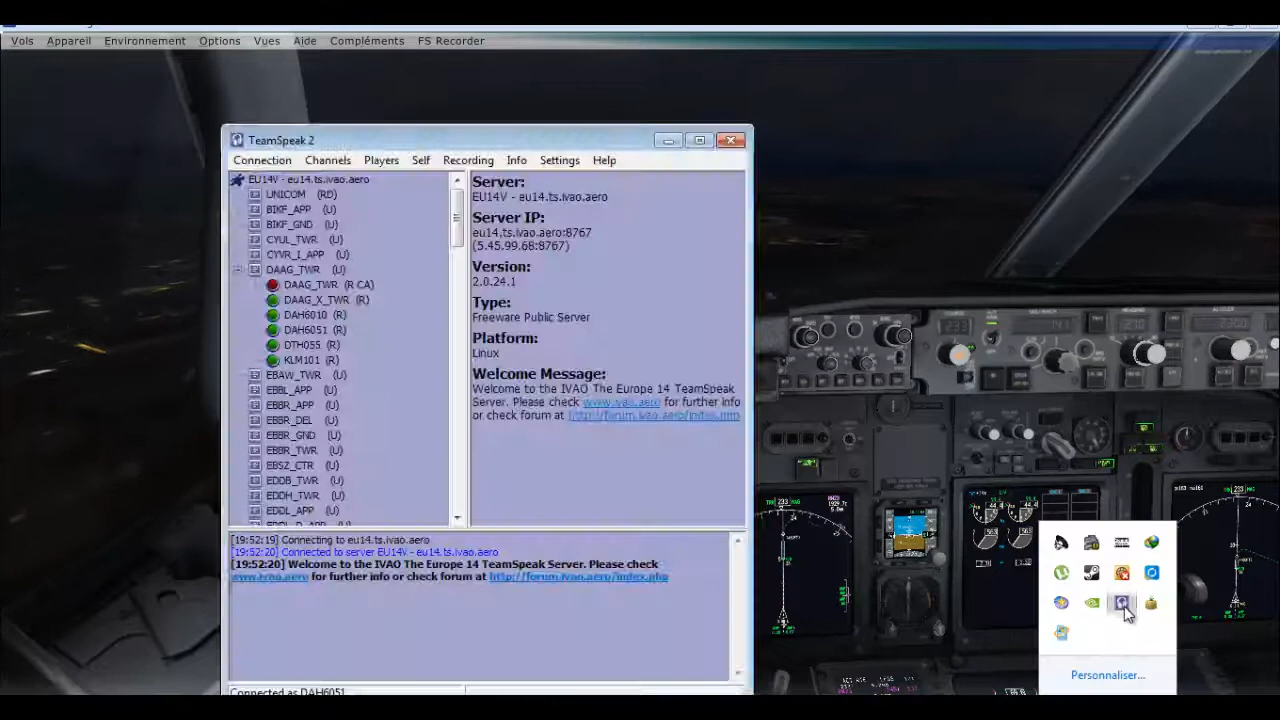 Vols Appareil Environnement Options Vues Aide Compléments FS Recorder
TeamSpeak 2
Connection Channels Players Self Recording Info Settings Help
EU14V - eu14.ts.ivao.aero
UNICOM (RD)
BIKF_APP (U)
BIKF_GND (U)
CYUL_TWR (U)
CYVR_I_APP (U)
DAAG_TWR (U)
DAAG_TWR (R CA)
DAAG_X_TWR (R)
DAH6010 (R)
DAH6051 (R)
DTH055 (R)
KLM101 (R)
EBAW_TWR (U)
EBBL_APP (U)
EBBR_APP (U)
EBBR_DEL (U)
EBBR_GND (U)
EBBR_TWR (U)
EBSZ_CTR (U)
EDDB_TWR (U)
EDDH_TWR (U)
EDDL_APP (U)
EDDL_D_APP (U)
Server:
EU14V - eu14.ts.ivao.aero
Server IP:
eu14.ts.ivao.aero:8767
(5.45.99.68:8767)
Version:
2.0.24.1
Type:
Freeware Public Server
Platform:
Linux
Welcome Message:
Welcome to the IVAO The Europe 14 TeamSpeak
Server. Please check www.ivao.aero for further info
or check forum at http://forum.ivao.aero/index.php
[19:52:19] Connecting to eu14.ts.ivao.aero
[19:52:20] Connected to server EU14V - eu14.ts.ivao.aero
[19:52:20] Welcome to the IVAO The Europe 14 TeamSpeak Server. Please check
www.ivao.aero for further info or check forum at http://forum.ivao.aero/index.php
Connected as DAH6051
Personnaliser...